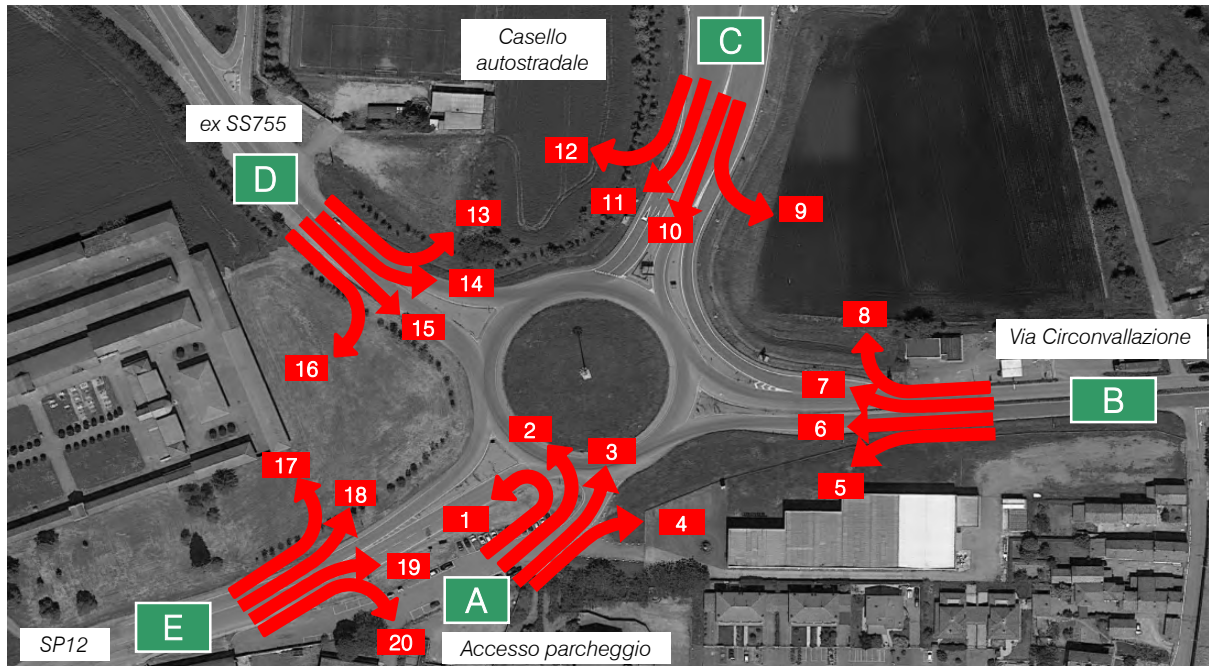 C
Casello
autostradale
ex SS755
D
12
11
10
9
13
14
15
16
8
Via Circonvallazione
7
B
6
5
2
3
17
18
1
4
19
A
E
20
SP12
Accesso parcheggio